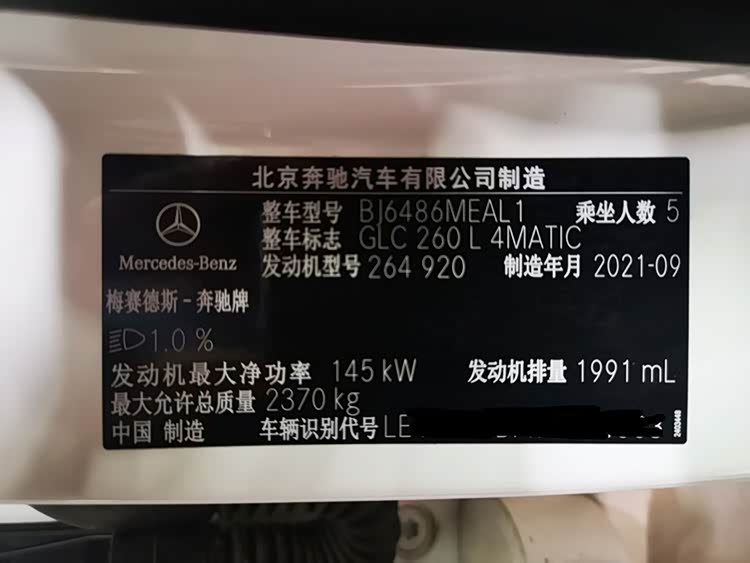 北京奔驰汽车有限公司制造
整车型号 BJ6486MEAL1 乘坐人数 5
整车标志 GLC 260 L 4MATIC
Mercedes-Benz 发动机型号 264 920 制造年月 2021-09
梅赛德斯-奔驰牌
1.0 %
发动机最大净功率 145 kW 发动机排量 1991 mL
最大允许总质量 2370 kg
中国 制造 车辆识别代号 LE